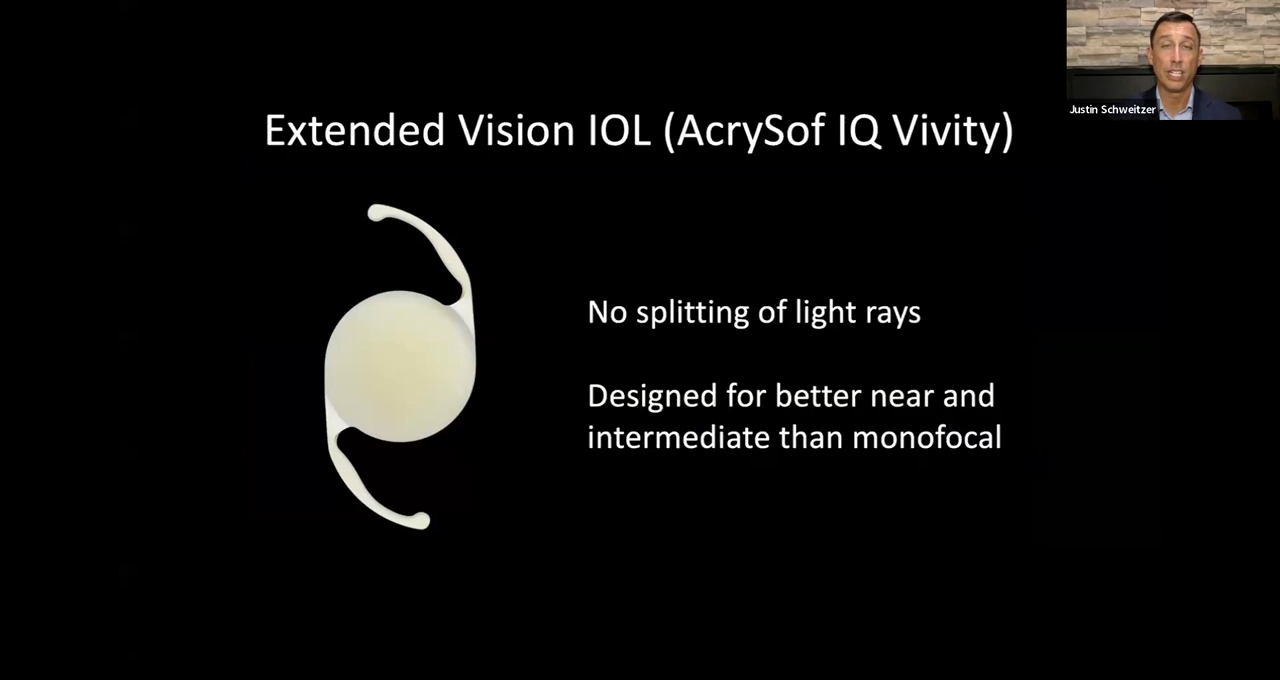 Justin Schweitzer
Extended Vision IOL (AcrySof IQ Vivity)
No splitting of light rays
Designed for better near and
intermediate than monofocal